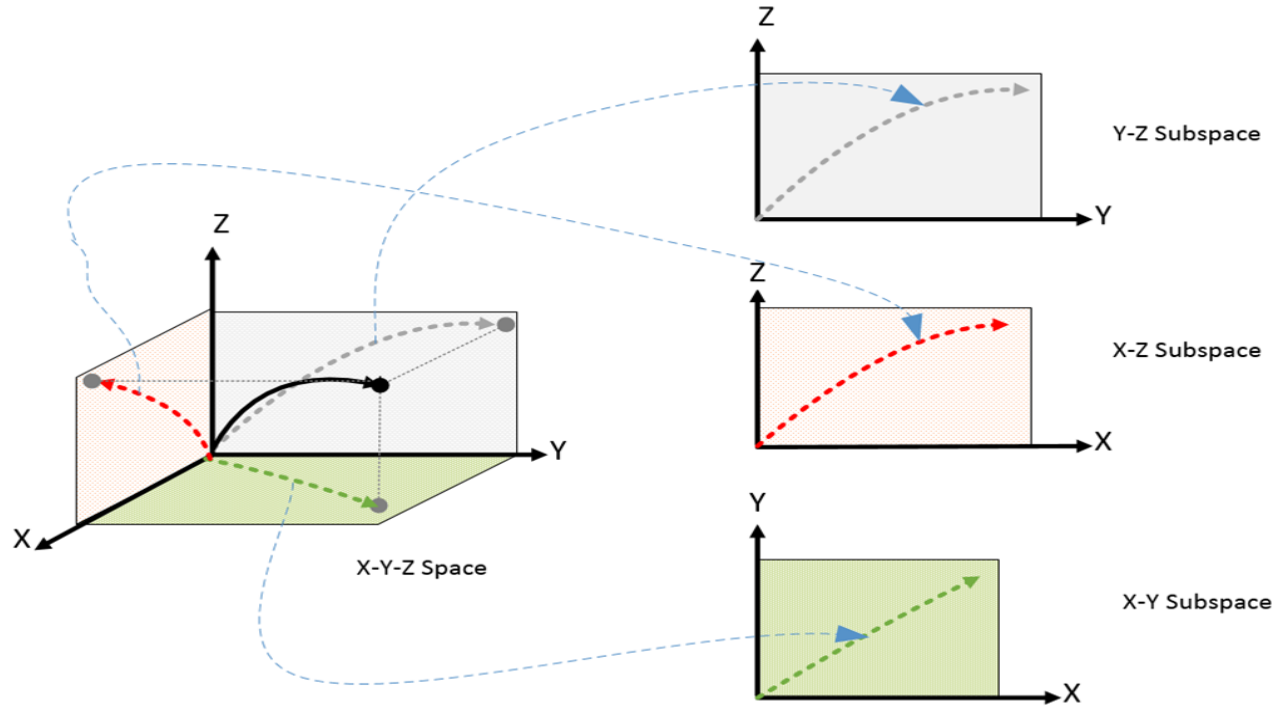 Z
Y
X
X-Y-Z Space
Z
Y
Y-Z Subspace
Z
X
X-Z Subspace
Y
X
X-Y Subspace